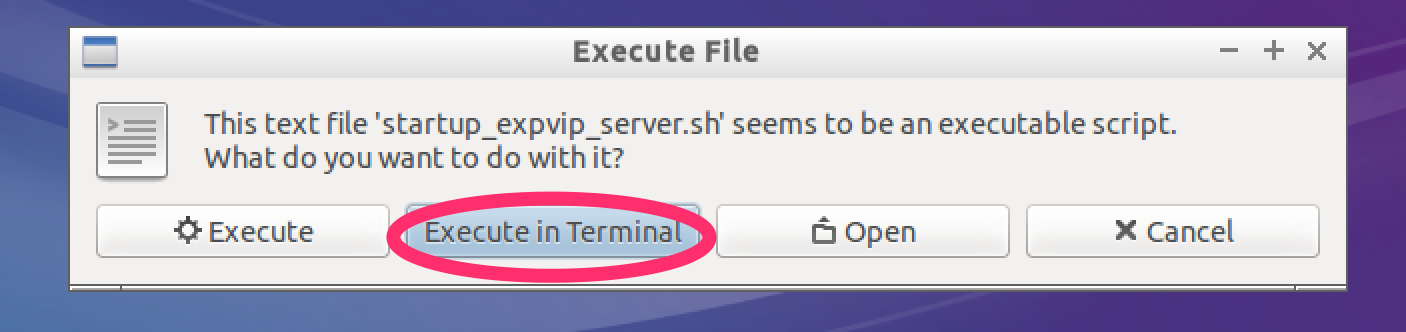 Execute File
This text file 'startup_expvip_server.sh' seems to be an executable script.
What do you want to do with it?
Execute
Execute in Terminal
Open
Cancel